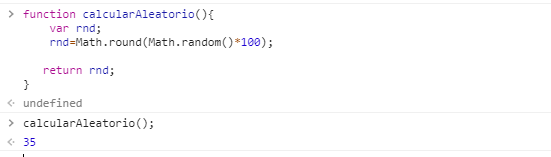 > function calcularAleatorio(){
var rnd;
rnd=Math.round(Math.random()*100);
return rnd;
}
undefined
> calcularAleatorio();
35